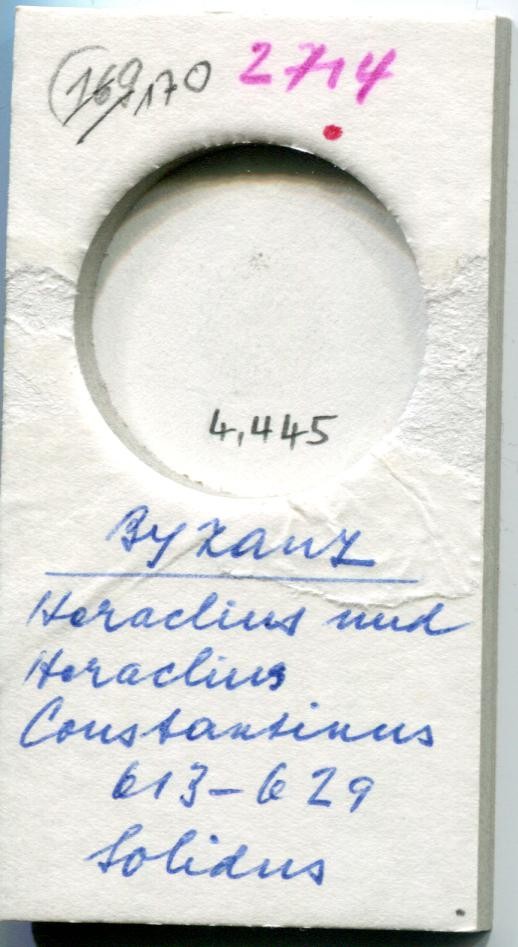 169,170 2714
4,445
Byzanz
Heraclius und
Heraclius
Constantinus
613-629
Solidus